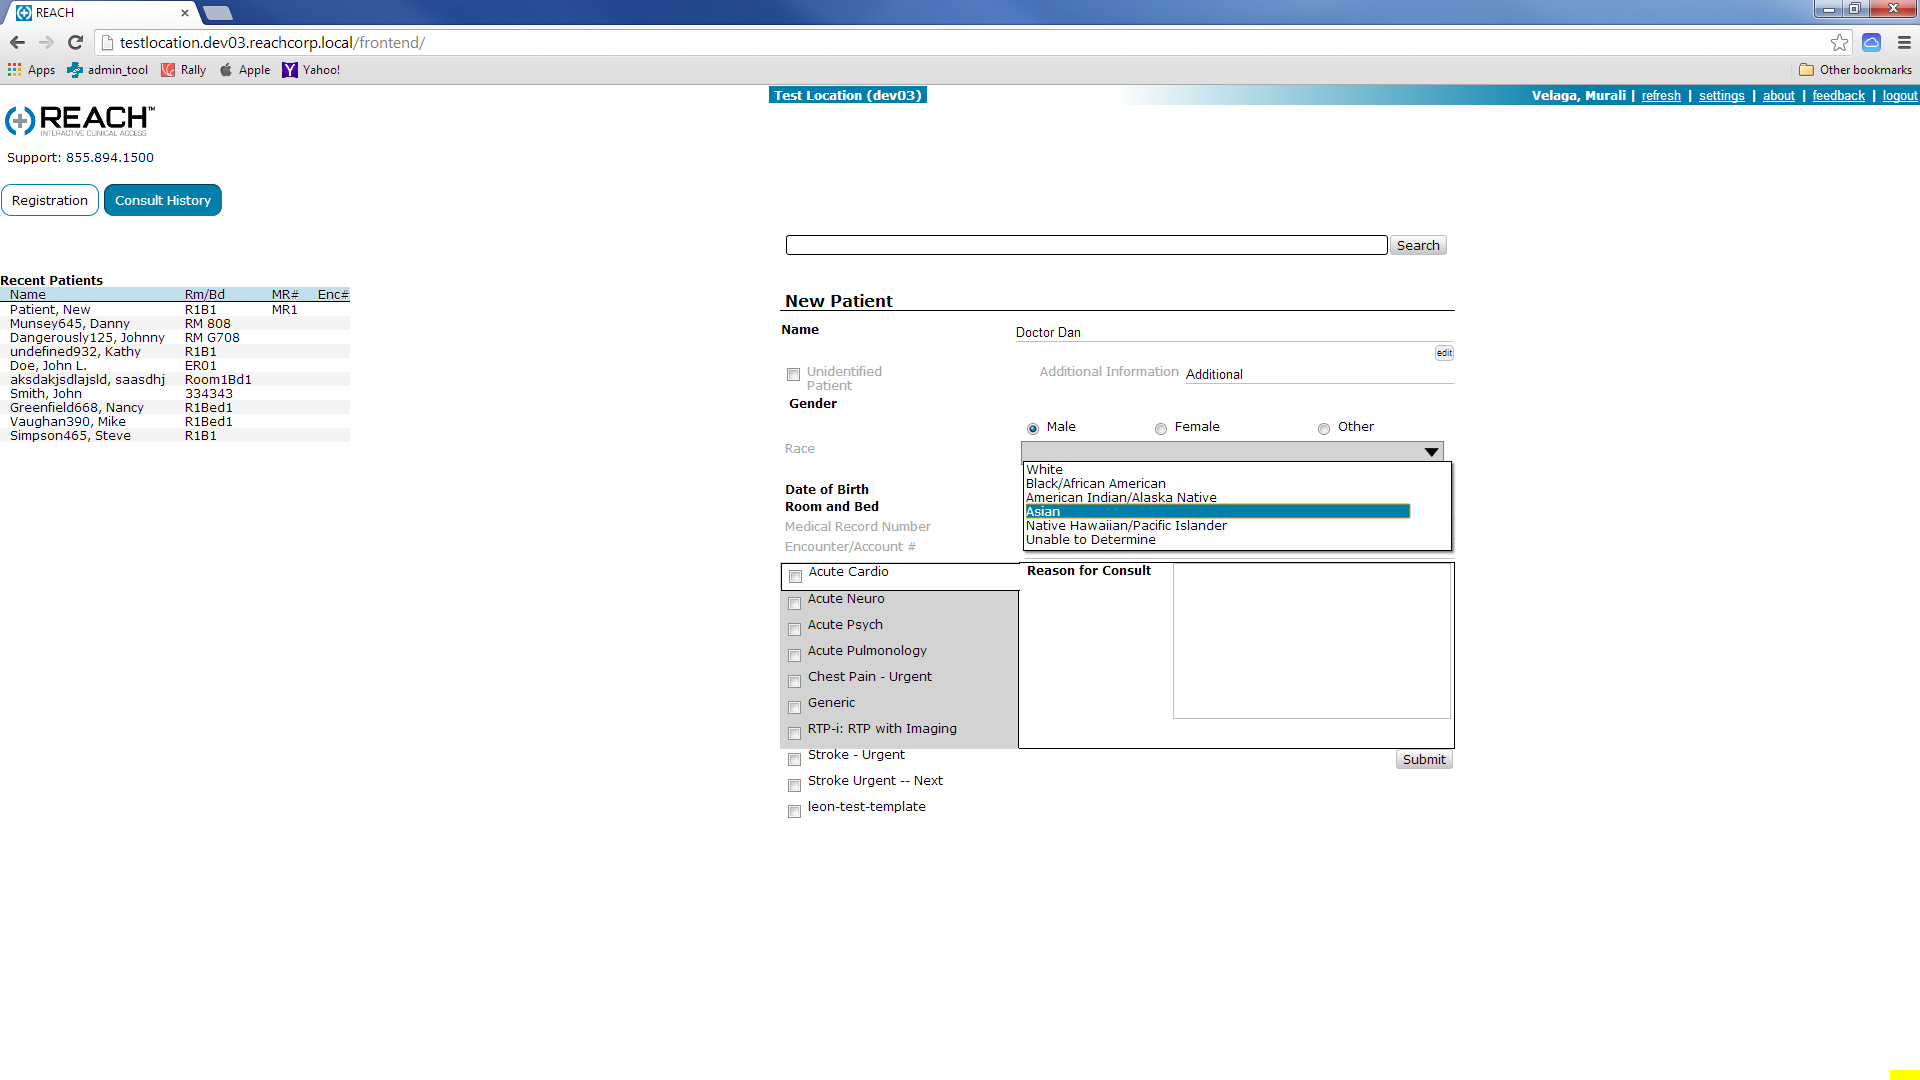 REACH
testlocation.dev03.reachcorp.local/frontend/
Apps admin_tool Rally Apple Yahoo! Other bookmarks
Test Location (dev03) Velaga, Murali | refresh | settings | about | feedback | logout
REACH™
INTERACTIVE CLINICAL ACCESS
Support: 855.894.1500
Registration Consult History
Search
Recent Patients
Name Rm/Bd MR# Enc#
Patient, New R1B1 MR1
Munsey645, Danny RM 808
Dangerously125, Johnny RM G708
undefined932, Kathy R1B1
Doe, John L. ER01
aksdakjsdlajsld, saasdhj Room1Bd1
Smith, John 334343
Greenfield668, Nancy R1Bed1
Vaughan390, Mike R1Bed1
Simpson465, Steve R1B1
New Patient
Name Doctor Dan
edit
Unidentified
Patient
Additional Information Additional
Gender
Male Female Other
Race
White
Black/African American
American Indian/Alaska Native
Asian
Native Hawaiian/Pacific Islander
Unable to Determine
Date of Birth
Room and Bed
Medical Record Number
Encounter/Account #
Acute Cardio
Acute Neuro
Acute Psych
Acute Pulmonology
Chest Pain - Urgent
Generic
RTP-i: RTP with Imaging
Stroke - Urgent
Stroke Urgent -- Next
leon-test-template
Reason for Consult
Submit